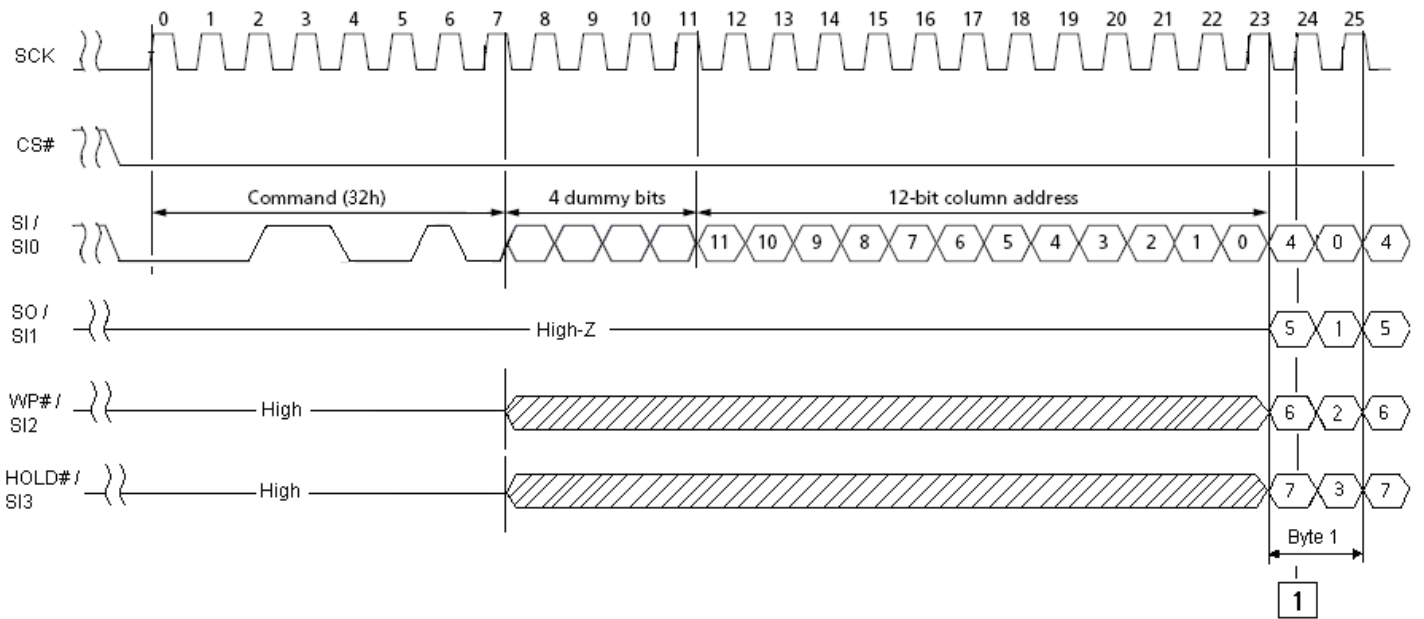 0 1 2 3 4 5 6 7 8 9 10 11 12 13 14 15 16 17 18 19 20 21 22 23 24 25
SCK
CS#
Command (32h) 4 dummy bits 12-bit column address
SI /
SI0
11 10 9 8 7 6 5 4 3 2 1 0 4 0 4
SO /
SI1
High-Z 5 1 5
WP# /
SI2
High 6 2 6
HOLD# /
SI3
High 7 3 7
Byte 1
1